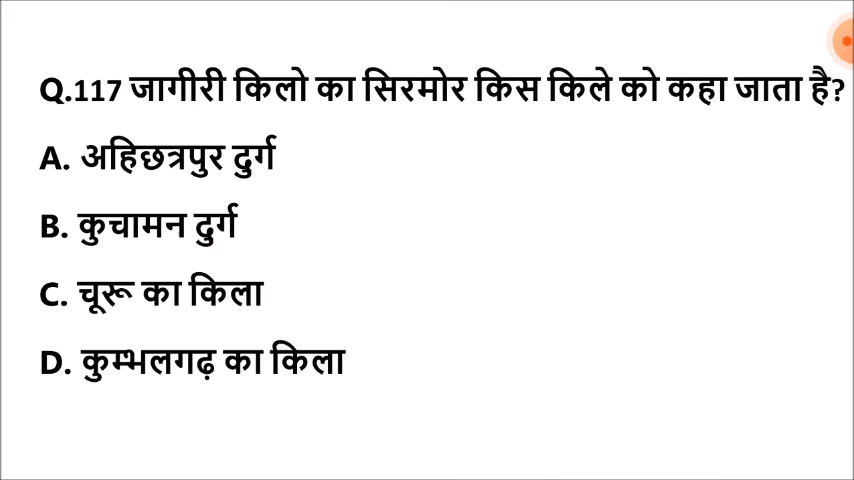 Q.117 जागीरी किलो का सिरमोर किस किले को कहा जाता है?
A. अहिछत्रपुर दुर्ग
B. कुचामन दुर्ग
C. चूरू का किला
D. कुम्भलगढ़ का किला